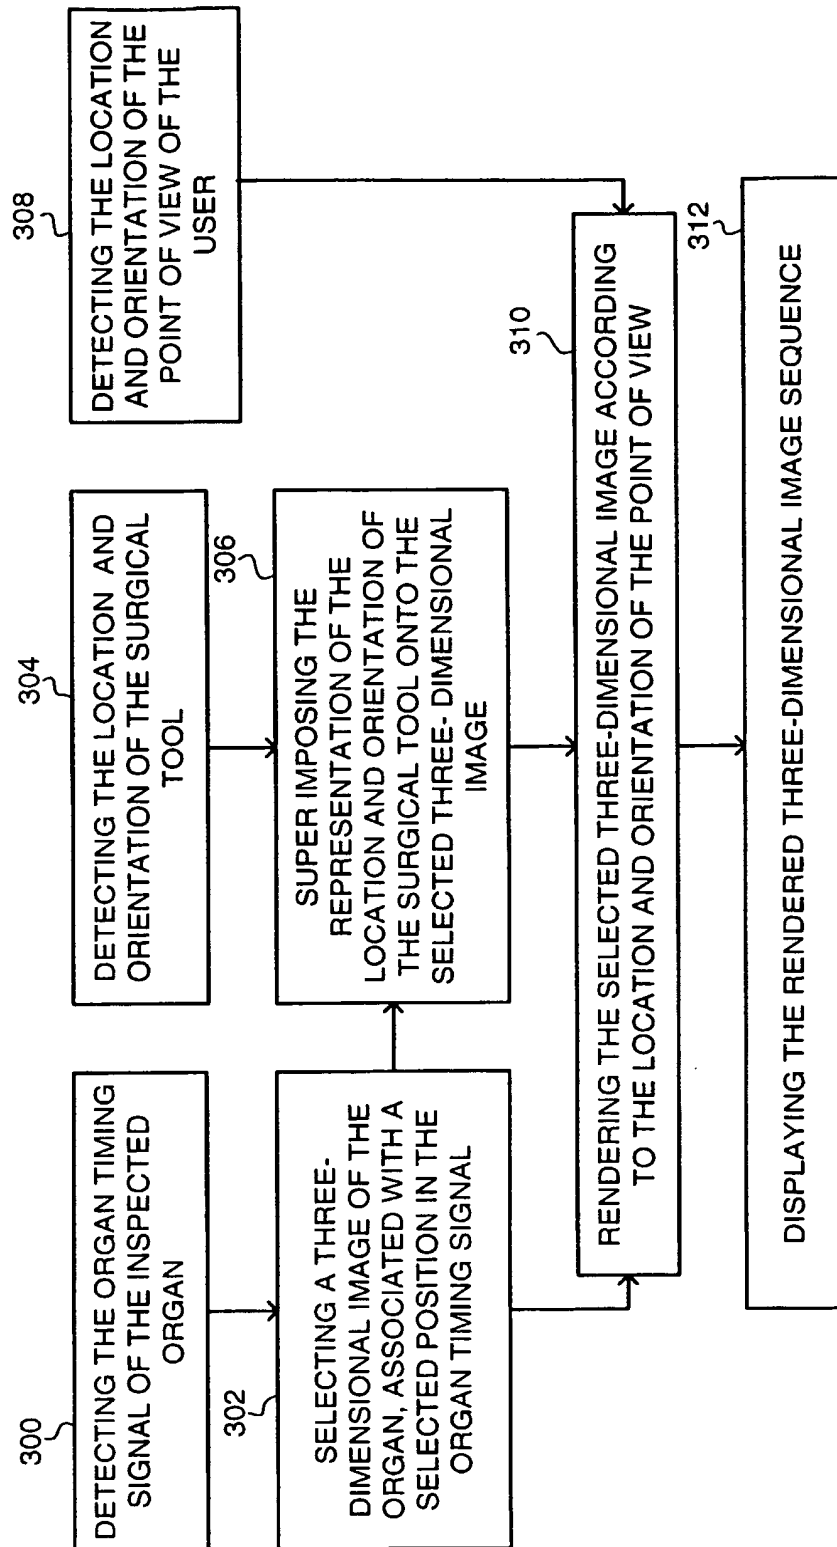 300
DETECTING THE ORGAN TIMING
SIGNAL OF THE INSPECTED
ORGAN
304
DETECTING THE LOCATION AND
ORIENTATION OF THE SURGICAL
TOOL
308
DETECTING THE LOCATION
AND ORIENTATION OF THE
POINT OF VIEW OF THE
USER
302
SELECTING A THREE-
DIMENSIONAL IMAGE OF THE
ORGAN, ASSOCIATED WITH A
SELECTED POSITION IN THE
ORGAN TIMING SIGNAL
306
SUPER IMPOSING THE
REPRESENTATION OF THE
LOCATION AND ORIENTATION OF
THE SURGICAL TOOL ONTO THE
SELECTED THREE- DIMENSIONAL
IMAGE
310
RENDERING THE SELECTED THREE-DIMENSIONAL IMAGE ACCORDING
TO THE LOCATION AND ORIENTATION OF THE POINT OF VIEW
312
DISPLAYING THE RENDERED THREE-DIMENSIONAL IMAGE SEQUENCE